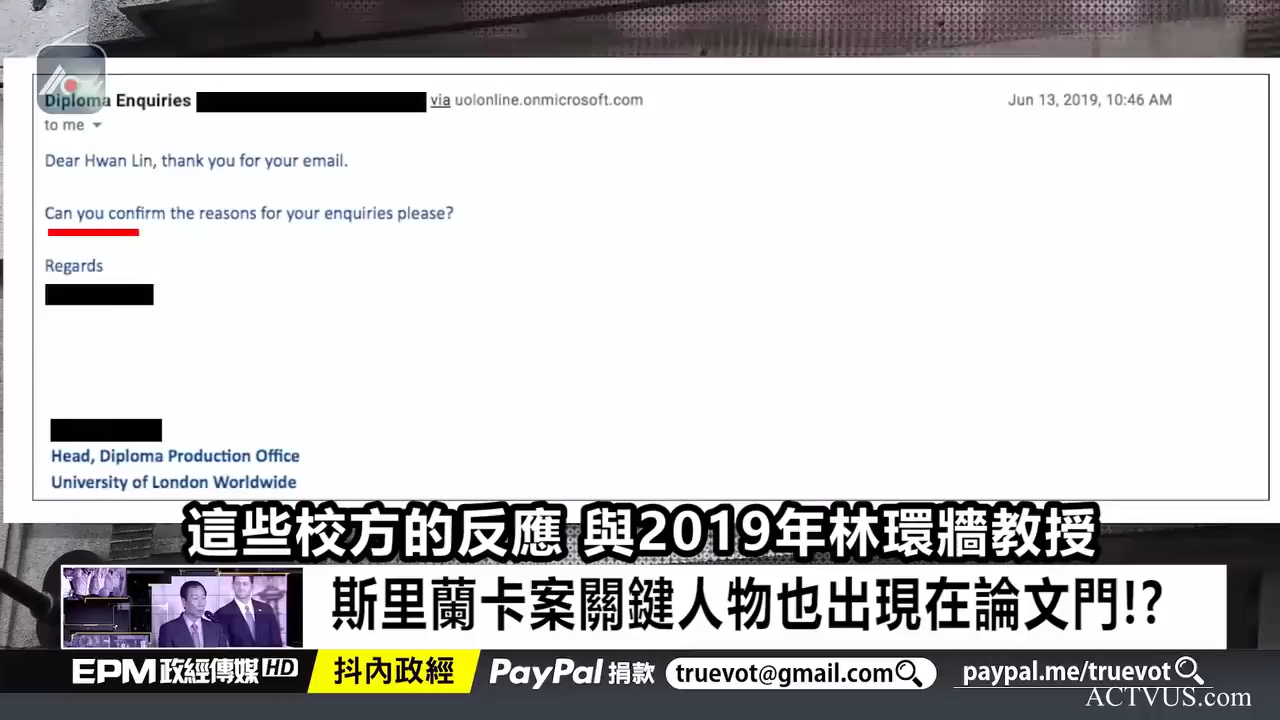 Diploma Enquiries via uolonline.onmicrosoft.com Jun 13, 2019, 10:46 AM
to me
Dear Hwan Lin, thank you for your email.
Can you confirm the reasons for your enquiries please?
Regards
Head, Diploma Production Office
University of London Worldwide
這些校方的反應 與2019年林環牆教授
斯里蘭卡案關鍵人物也出現在論文門!?
EPM政經傳媒HD 抖內政經 PayPal捐款 truevot@gmail.com paypal.me/truevot
ACTVUS.com